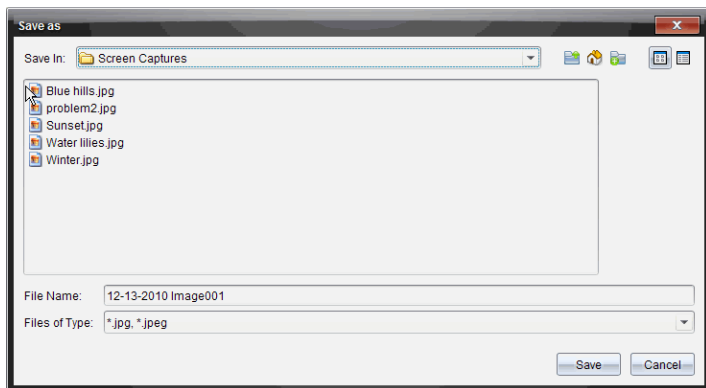 Save as
Save In: Screen Captures
Blue hills.jpg
problem2.jpg
Sunset.jpg
Water lilies.jpg
Winter.jpg
File Name: 12-13-2010 Image001
Files of Type: *.jpg, *.jpeg
Save Cancel